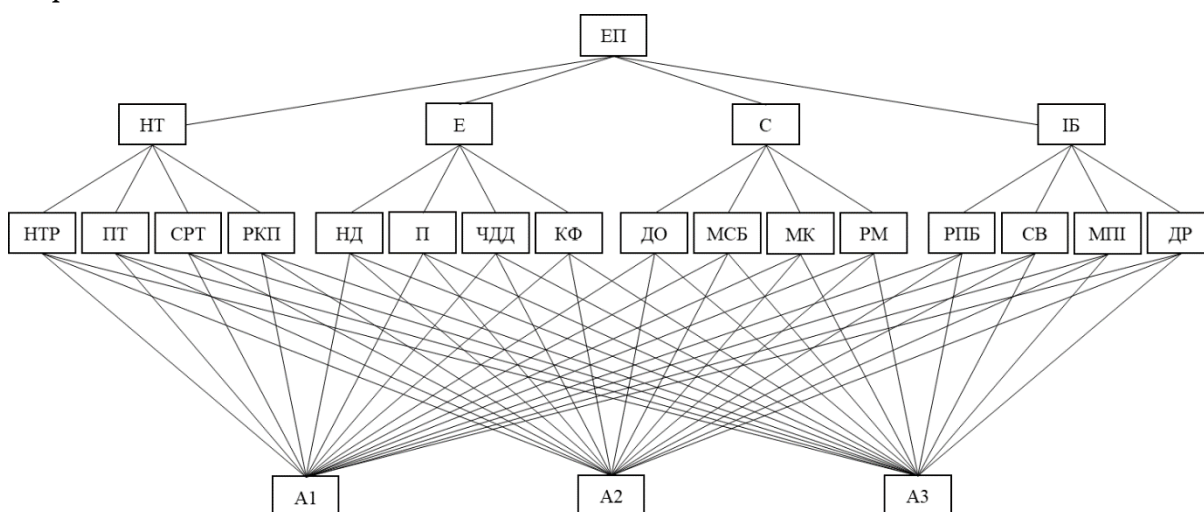 ЕП
НТ Е С ІБ
НТР ПТ СРТ РКП НД П ЧДД КФ ДО МСБ МК РМ РПБ СВ МПІ ДР
А1 А2 А3